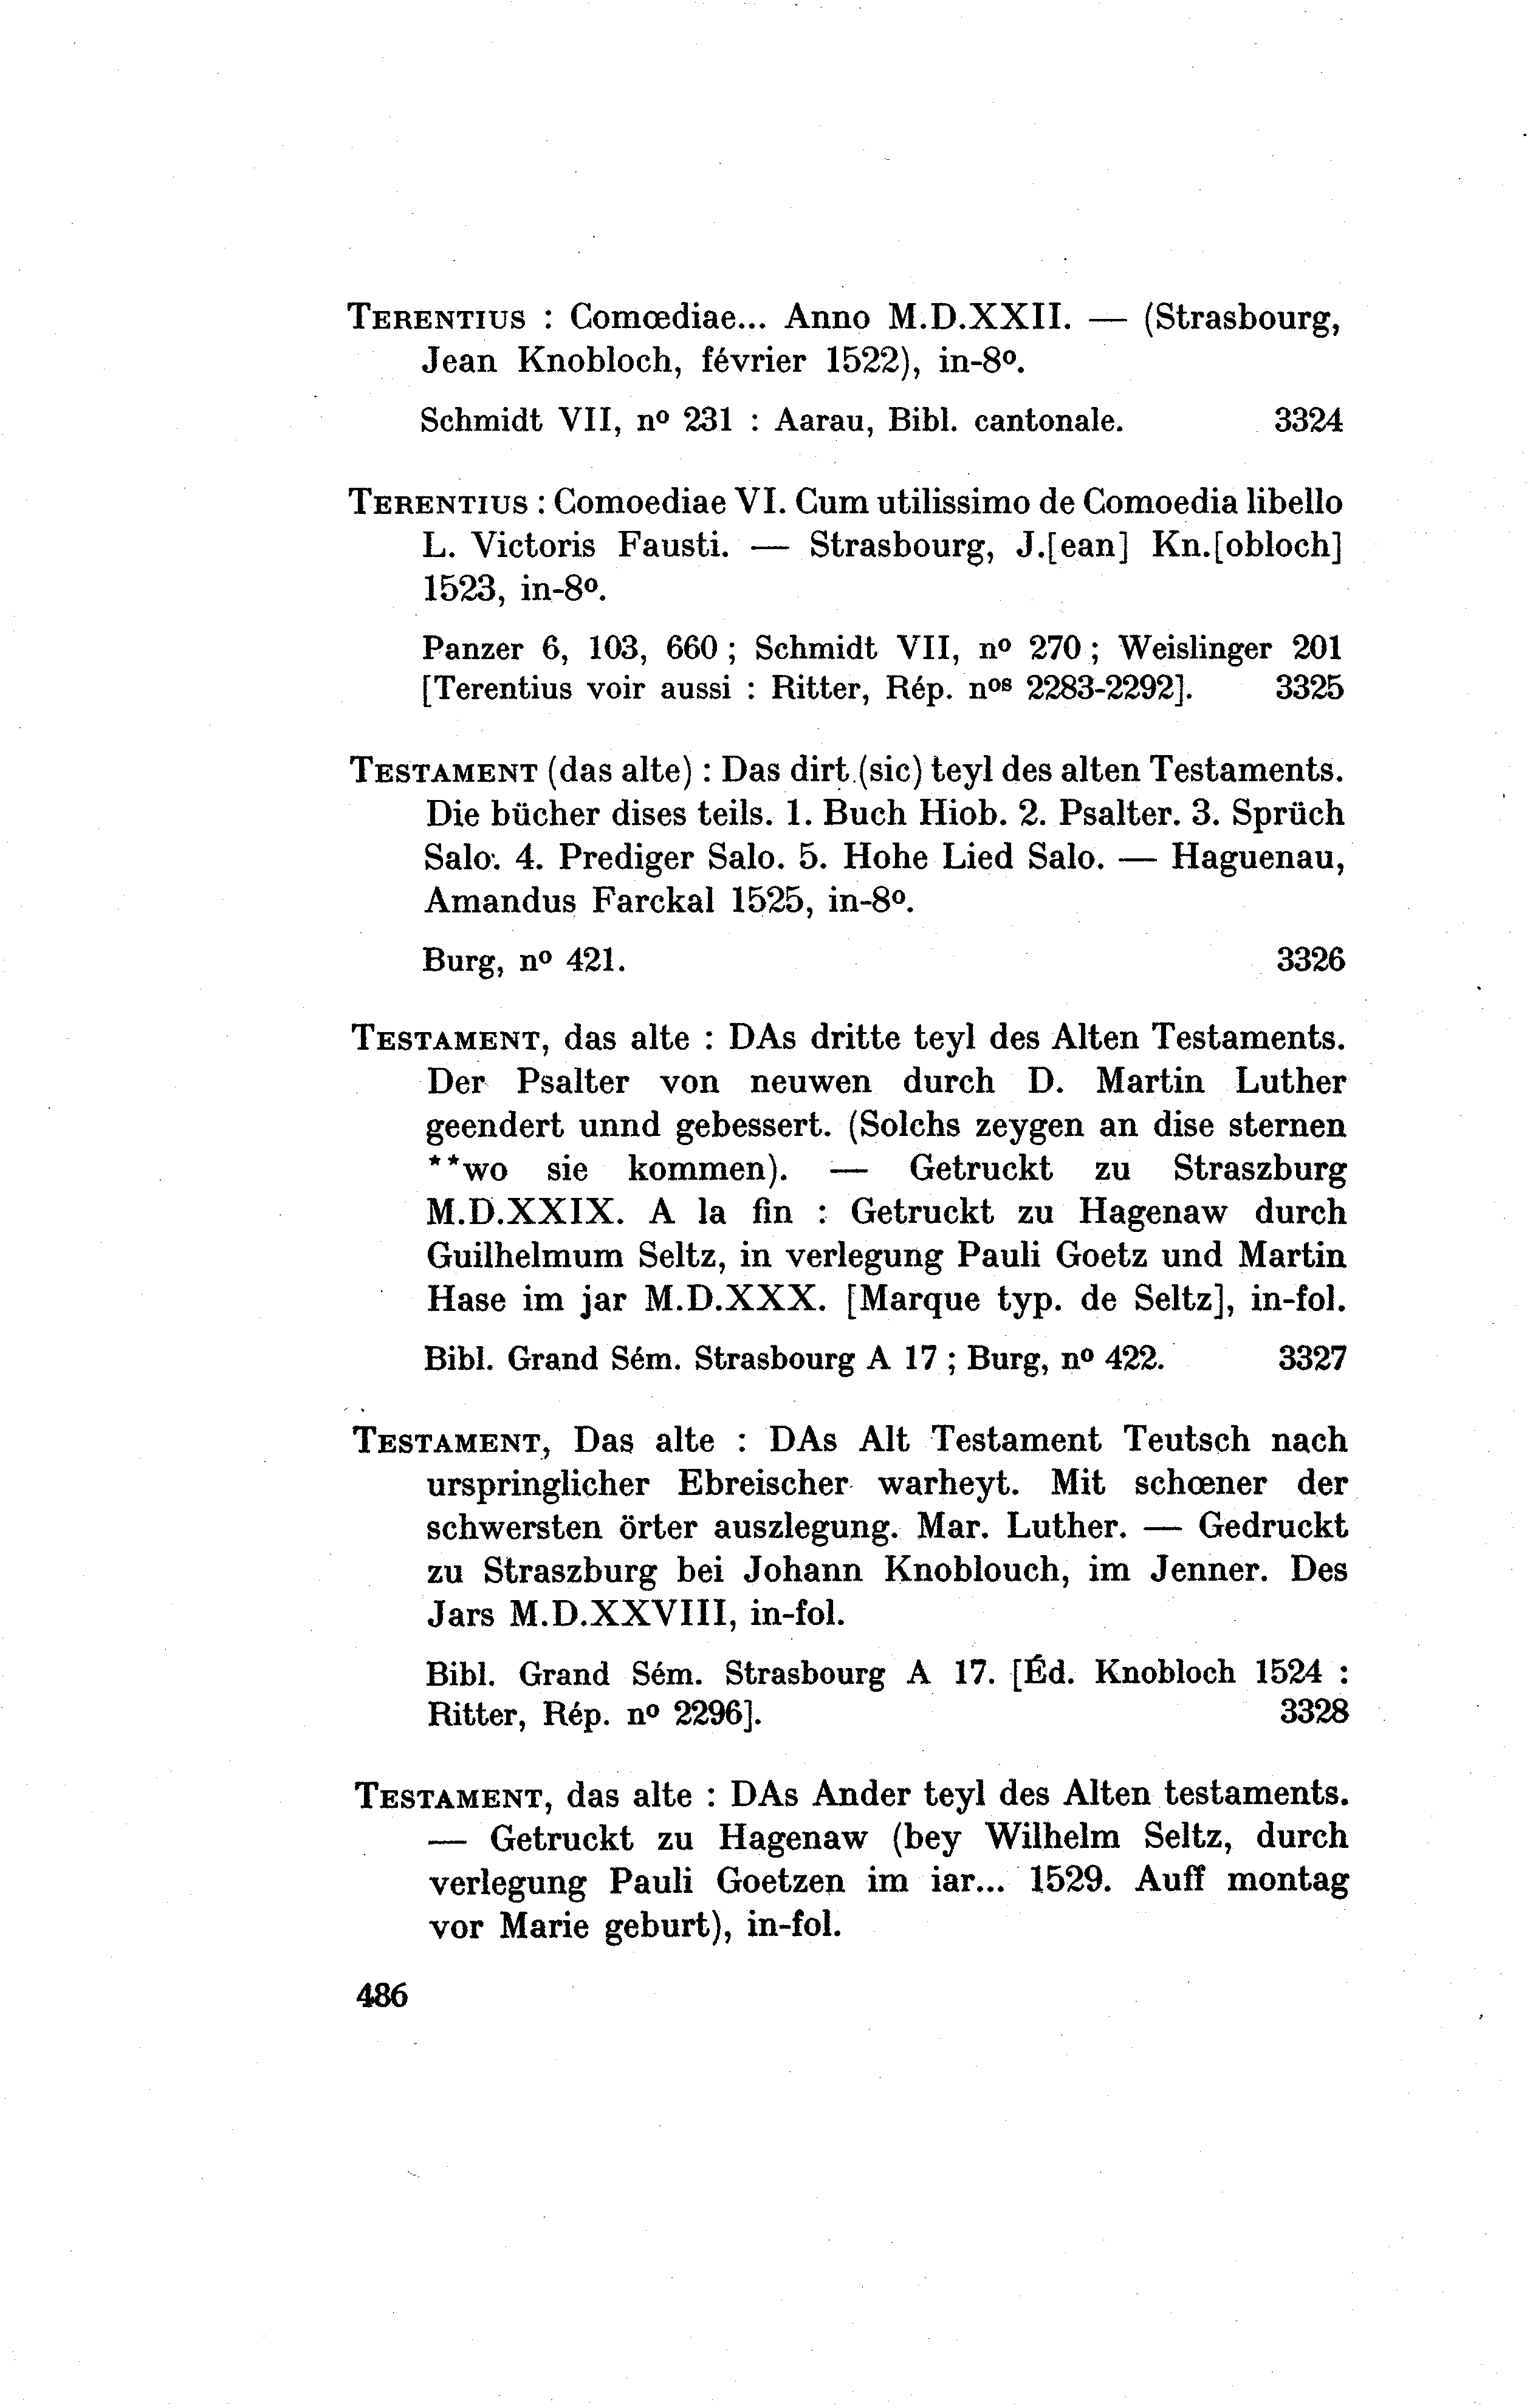 TERENTIUS : Comœdiae... Anno M.D.XXII. — (Strasbourg,
Jean Knobloch, février 1522), in-8º.
Schmidt VII, nº 231 : Aarau, Bibl. cantonale. 3324
TERENTIUS : Comoediae VI. Cum utilissimo de Comoedia libello
L. Victoris Fausti. — Strasbourg, J.[ean] Kn.[obloch]
1523, in-8º.
Panzer 6, 103, 660 ; Schmidt VII, nº 270 ; Weislinger 201
[Terentius voir aussi : Ritter, Rép. nos 2283-2292]. 3325
TESTAMENT (das alte) : Das dirt (sic) teyl des alten Testaments.
Die bücher dises teils. 1. Buch Hiob. 2. Psalter. 3. Sprüch
Salo. 4. Prediger Salo. 5. Hohe Lied Salo. — Haguenau,
Amandus Farckal 1525, in-8º.
Burg, nº 421. 3326
TESTAMENT, das alte : DAs dritte teyl des Alten Testaments.
Der Psalter von neuwen durch D. Martin Luther
geendert unnd gebessert. (Solchs zeygen an dise sternen
**wo sie kommen). — Getruckt zu Straszburg
M.D.XXIX. A la fin : Getruckt zu Hagenaw durch
Guilhelmum Seltz, in verlegung Pauli Goetz und Martin
Hase im jar M.D.XXX. [Marque typ. de Seltz], in-fol.
Bibl. Grand Sém. Strasbourg A 17 ; Burg, nº 422. 3327
TESTAMENT, Das alte : DAs Alt Testament Teutsch nach
urspringlicher Ebreischer warheyt. Mit schœner der
schwersten örter auszlegung. Mar. Luther. — Gedruckt
zu Straszburg bei Johann Knoblouch, im Jenner. Des
Jars M.D.XXVIII, in-fol.
Bibl. Grand Sém. Strasbourg A 17. [Éd. Knobloch 1524 :
Ritter, Rép. nº 2296]. 3328
TESTAMENT, das alte : DAs Ander teyl des Alten testaments.
— Getruckt zu Hagenaw (bey Wilhelm Seltz, durch
verlegung Pauli Goetzen im iar... 1529. Auff montag
vor Marie geburt), in-fol.
486